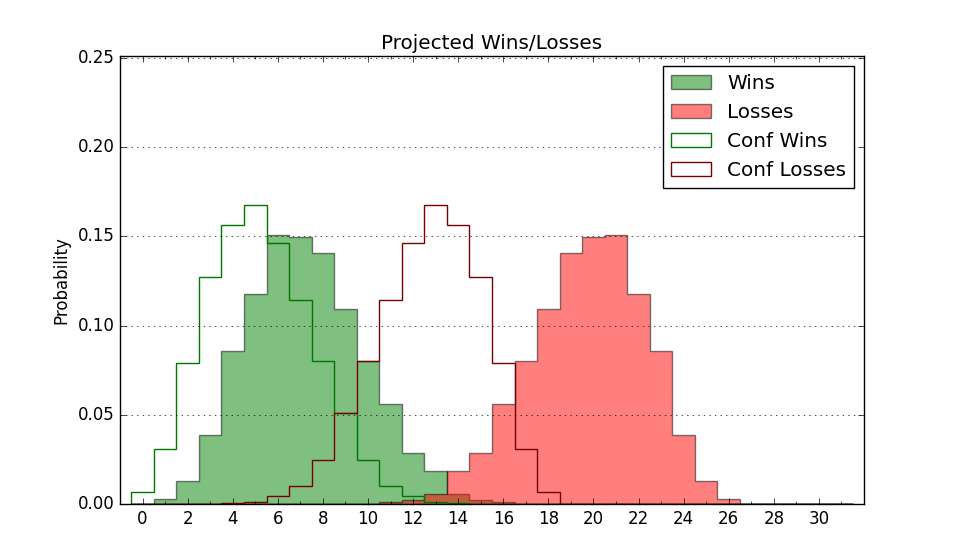 Projected Wins/Losses
0.25
0.20
0.15
0.10
0.05
0.00
Probability
Wins
Losses
Conf Wins
Conf Losses
0 2 4 6 8 10 12 14 16 18 20 22 24 26 28 30